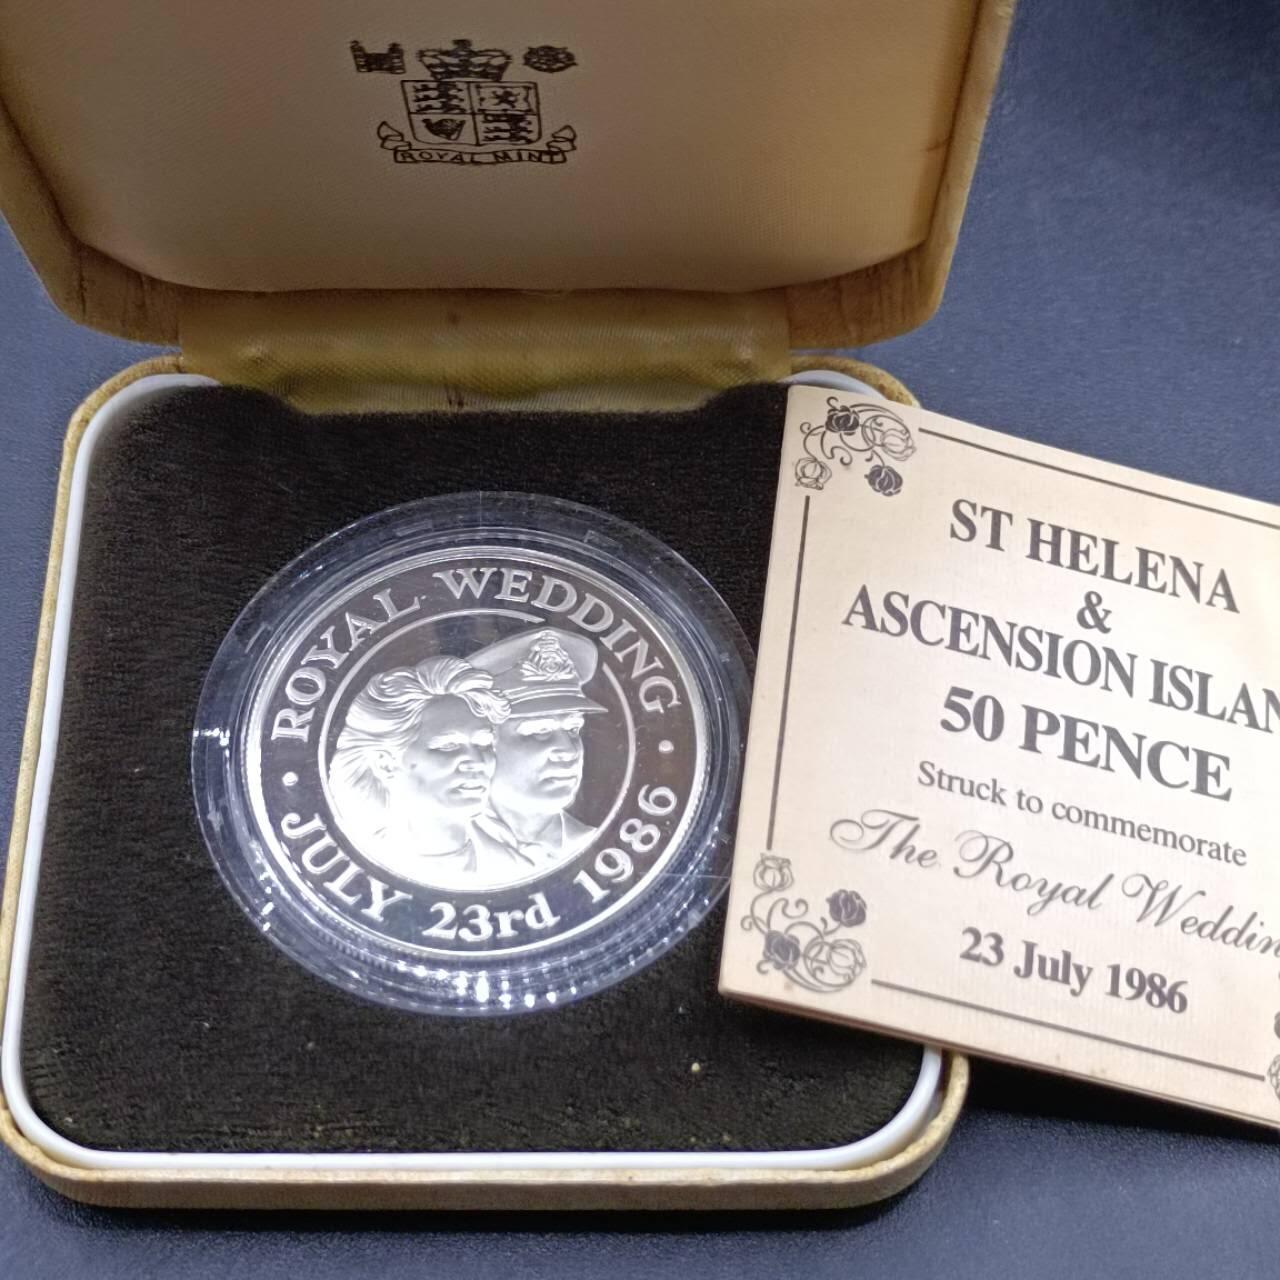 ROYAL MINT
ROYAL WEDDING
JULY 23rd 1986
ST HELENA
&
ASCENSION ISLAN
50 PENCE
Struck to commemorate
The Royal Weddin
23 July 1986